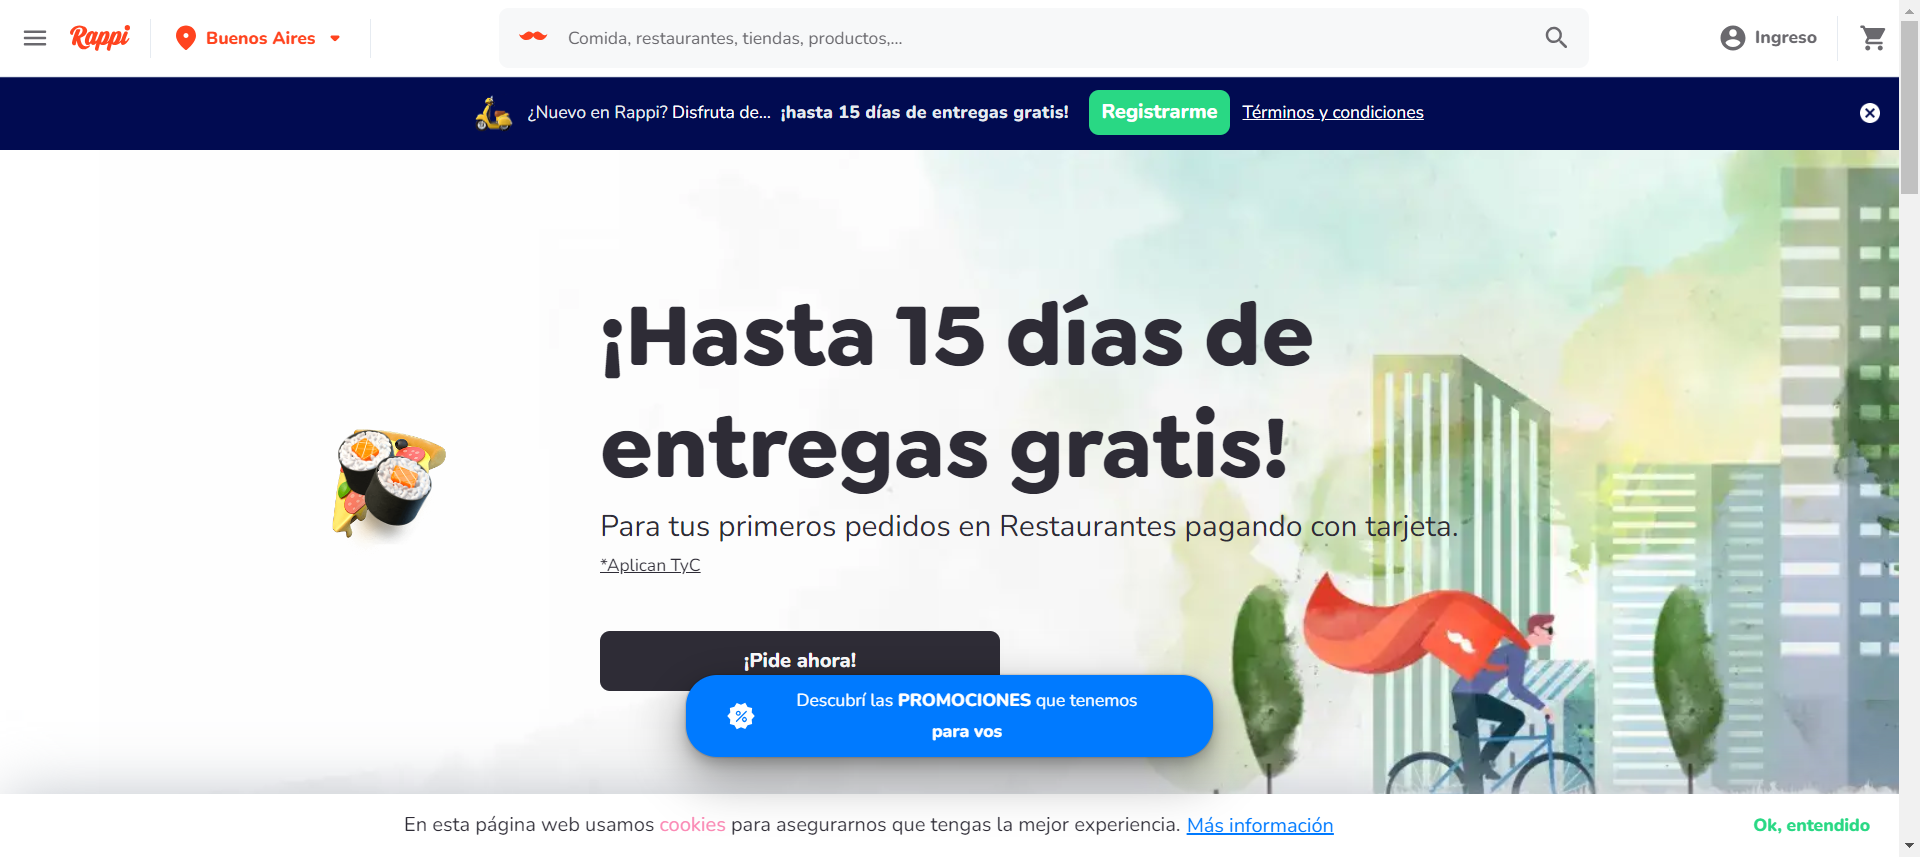 Rappi
Buenos Aires
Comida, restaurantes, tiendas, productos,...
Ingreso
¿Nuevo en Rappi? Disfruta de... ¡hasta 15 días de entregas gratis!
Registrarme
Términos y condiciones
¡Hasta 15 días de
entregas gratis!
Para tus primeros pedidos en Restaurantes pagando con tarjeta.
*Aplican TyC
¡Pide ahora!
Descubrí las PROMOCIONES que tenemos
para vos
En esta página web usamos cookies para asegurarnos que tengas la mejor experiencia. Más información
Ok, entendido